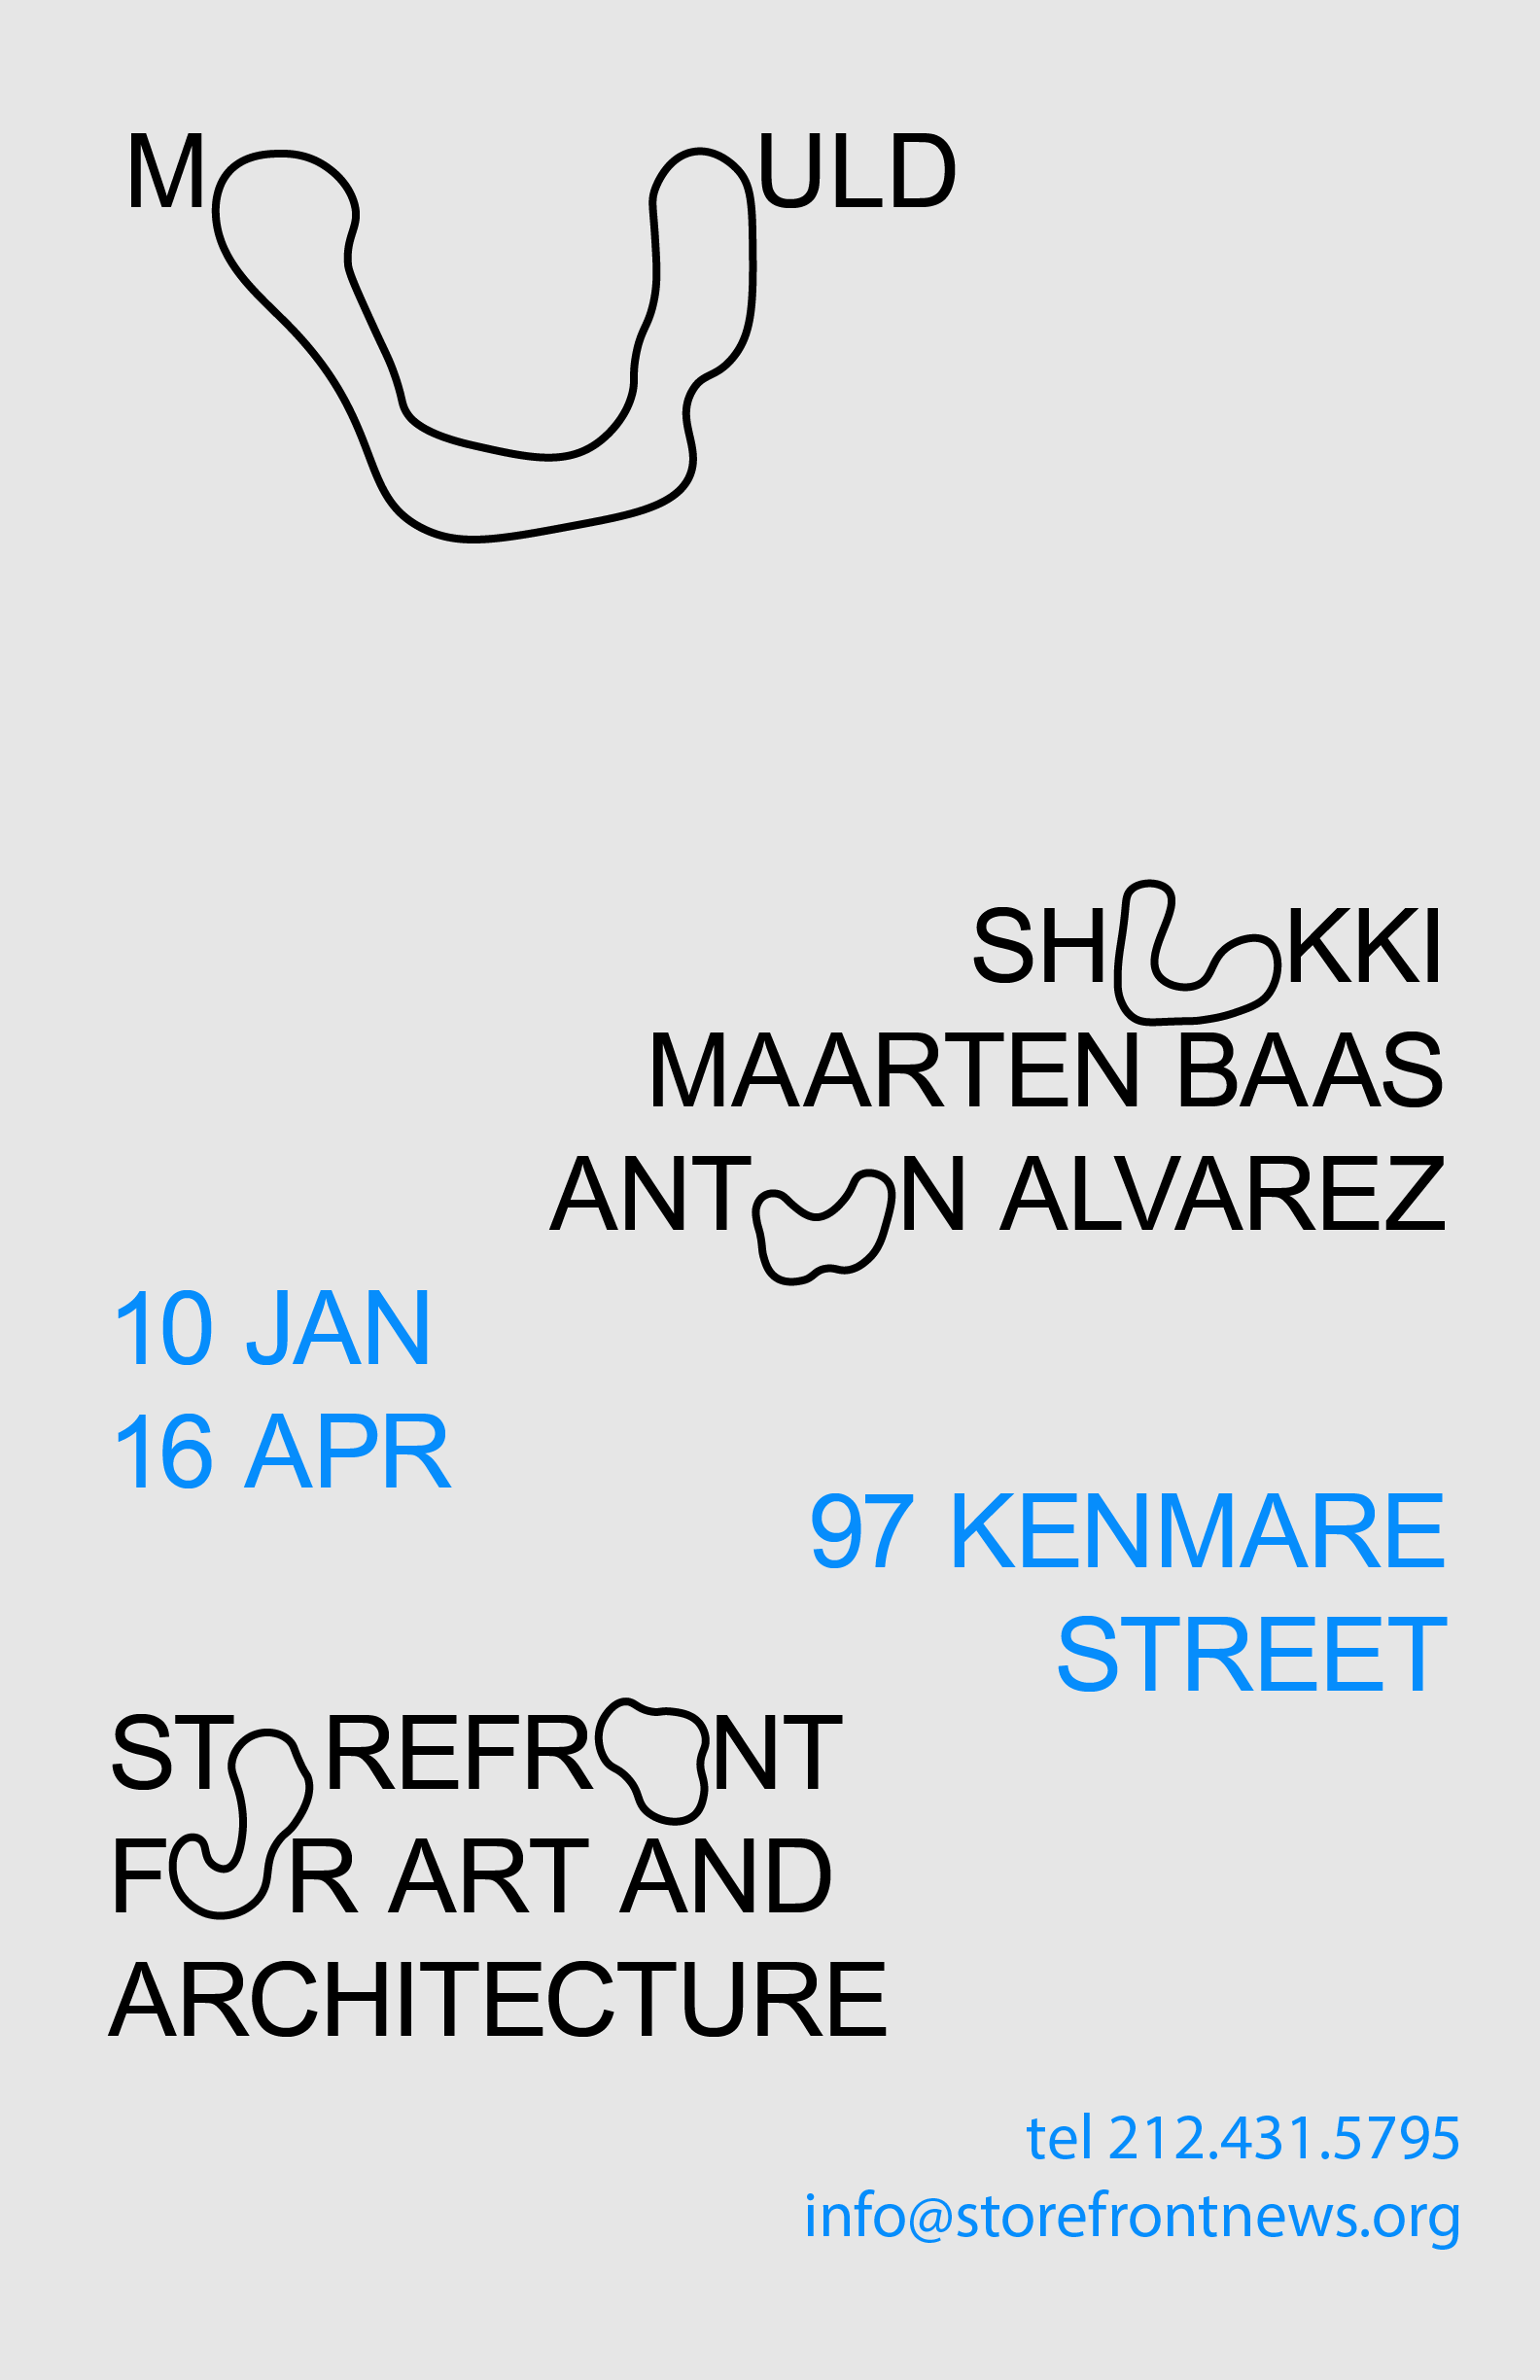 MOULD
SHOKKI
MAARTEN BAAS
ANTON ALVAREZ
10 JAN
16 APR
97 KENMARE
STREET
STOREFRONT
FOR ART AND
ARCHITECTURE
tel 212.431.5795
info@storefrontnews.org